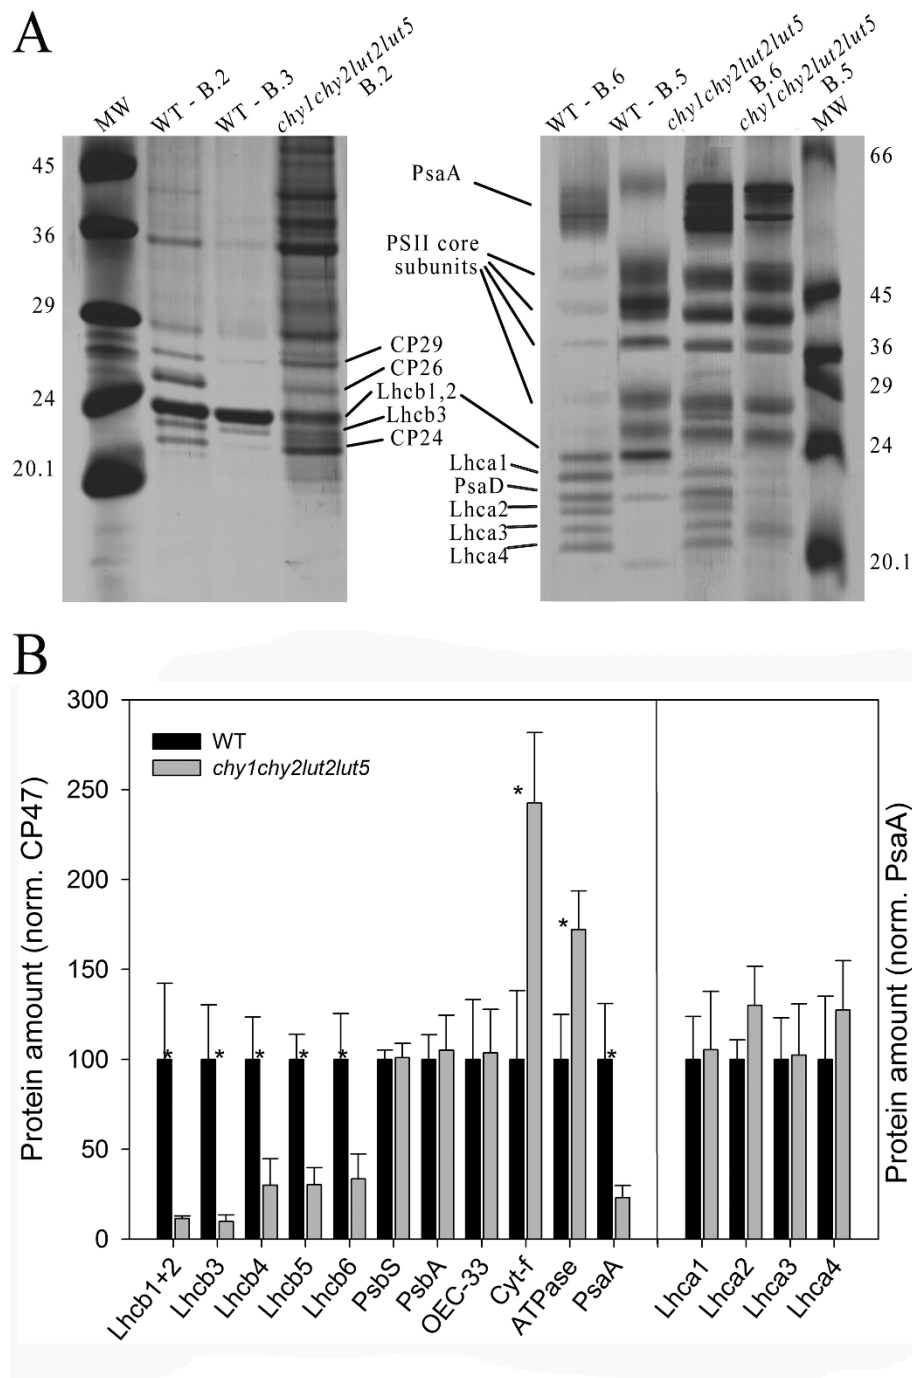 A
MW
WT - B.2
WT - B.3
chy1chy2lut2lut5
B.2
WT - B.6
WT - B.5
chy1chy2lut2lut5
B.6
chy1chy2lut2lut5
B.5
MW
45
36
29
24
20.1
PsaA
PSII core
subunits
CP29
CP26
Lhcb1,2
Lhcb3
CP24
Lhca1
PsaD
Lhca2
Lhca3
Lhca4
66
45
36
29
24
20.1
B
Protein amount (norm. CP47)
300
250
200
150
100
50
0
WT
chy1chy2lut2lut5
*
*
*
*
*
*
*
*
Lhcb1+2
Lhcb3
Lhcb4
Lhcb5
Lhcb6
PsbS
PsbA
OEC-33
Cyt-f
ATPase
PsaA
Lhca1
Lhca2
Lhca3
Lhca4
Protein amount (norm. PsaA)